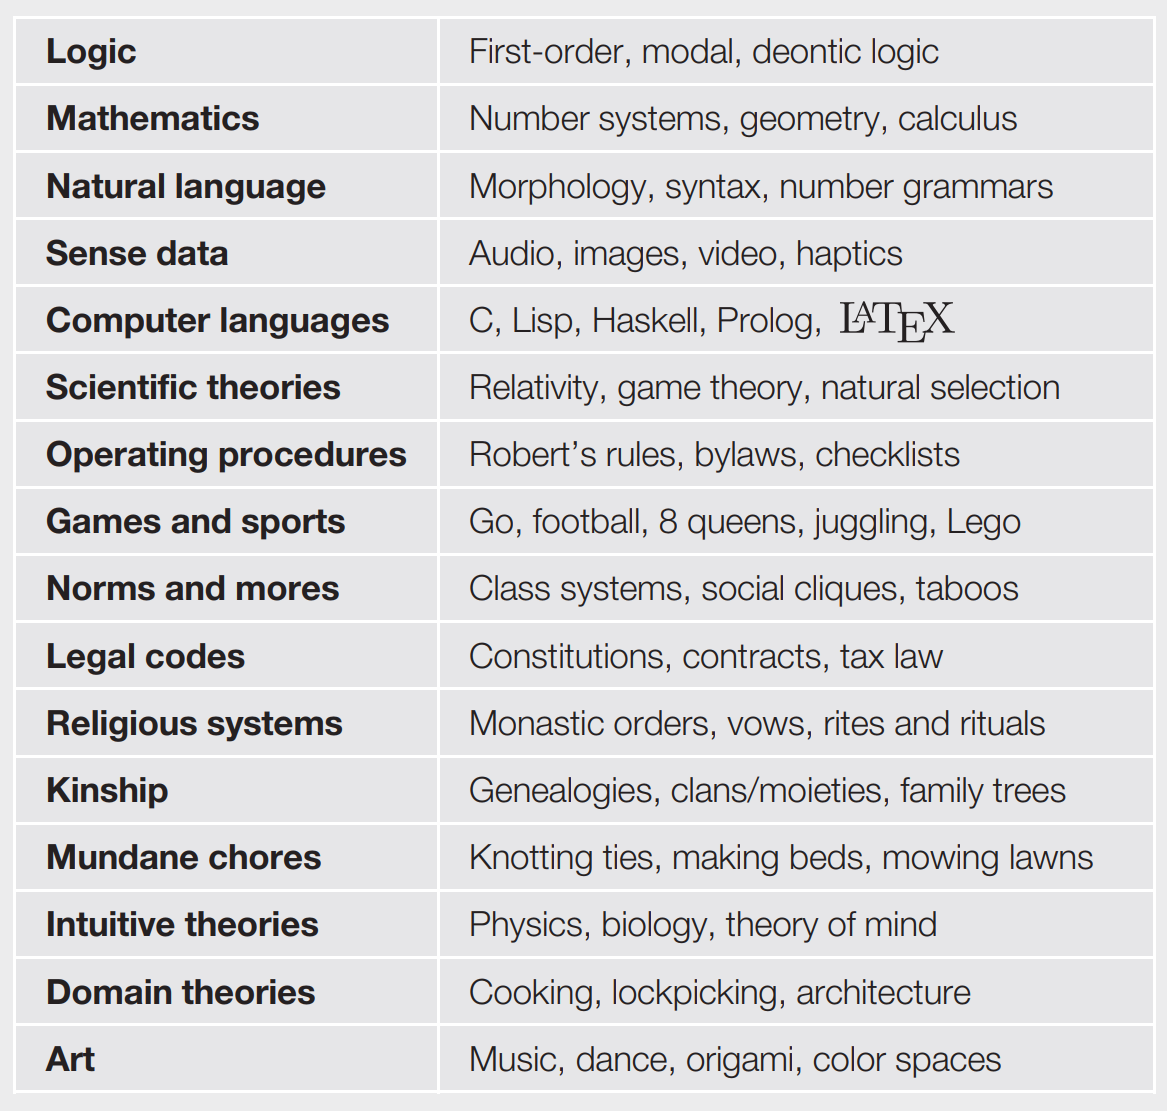 Logic First-order, modal, deontic logic
Mathematics Number systems, geometry, calculus
Natural language Morphology, syntax, number grammars
Sense data Audio, images, video, haptics
Computer languages C, Lisp, Haskell, Prolog, LATEX
Scientific theories Relativity, game theory, natural selection
Operating procedures Robert’s rules, bylaws, checklists
Games and sports Go, football, 8 queens, juggling, Lego
Norms and mores Class systems, social cliques, taboos
Legal codes Constitutions, contracts, tax law
Religious systems Monastic orders, vows, rites and rituals
Kinship Genealogies, clans/moieties, family trees
Mundane chores Knotting ties, making beds, mowing lawns
Intuitive theories Physics, biology, theory of mind
Domain theories Cooking, lockpicking, architecture
Art Music, dance, origami, color spaces